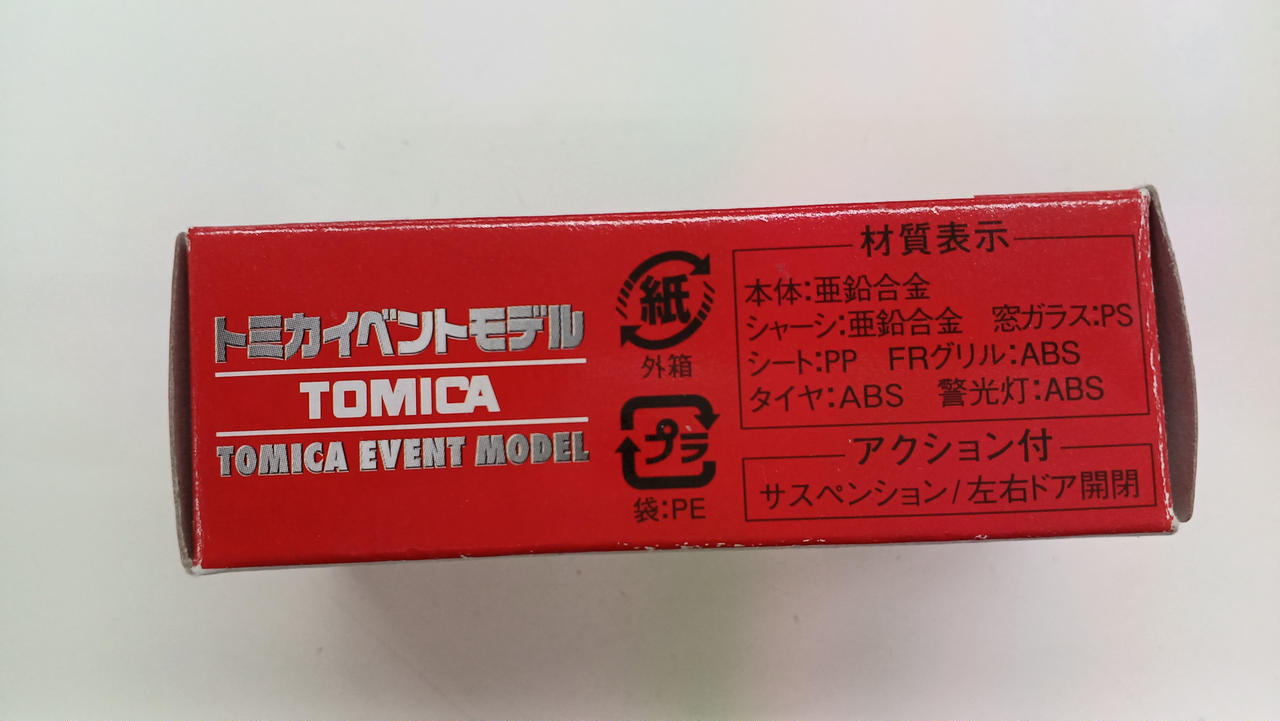 トミカイベントモデル
TOMICA
TOMICA EVENT MODEL
紙
外箱
プラ
袋:PE
材質表示
本体:亜鉛合金
シャーシ:亜鉛合金 窓ガラス:PS
シート:PP FRグリル:ABS
タイヤ:ABS 警光灯:ABS
アクション付
サスペンション/左右ドア開閉